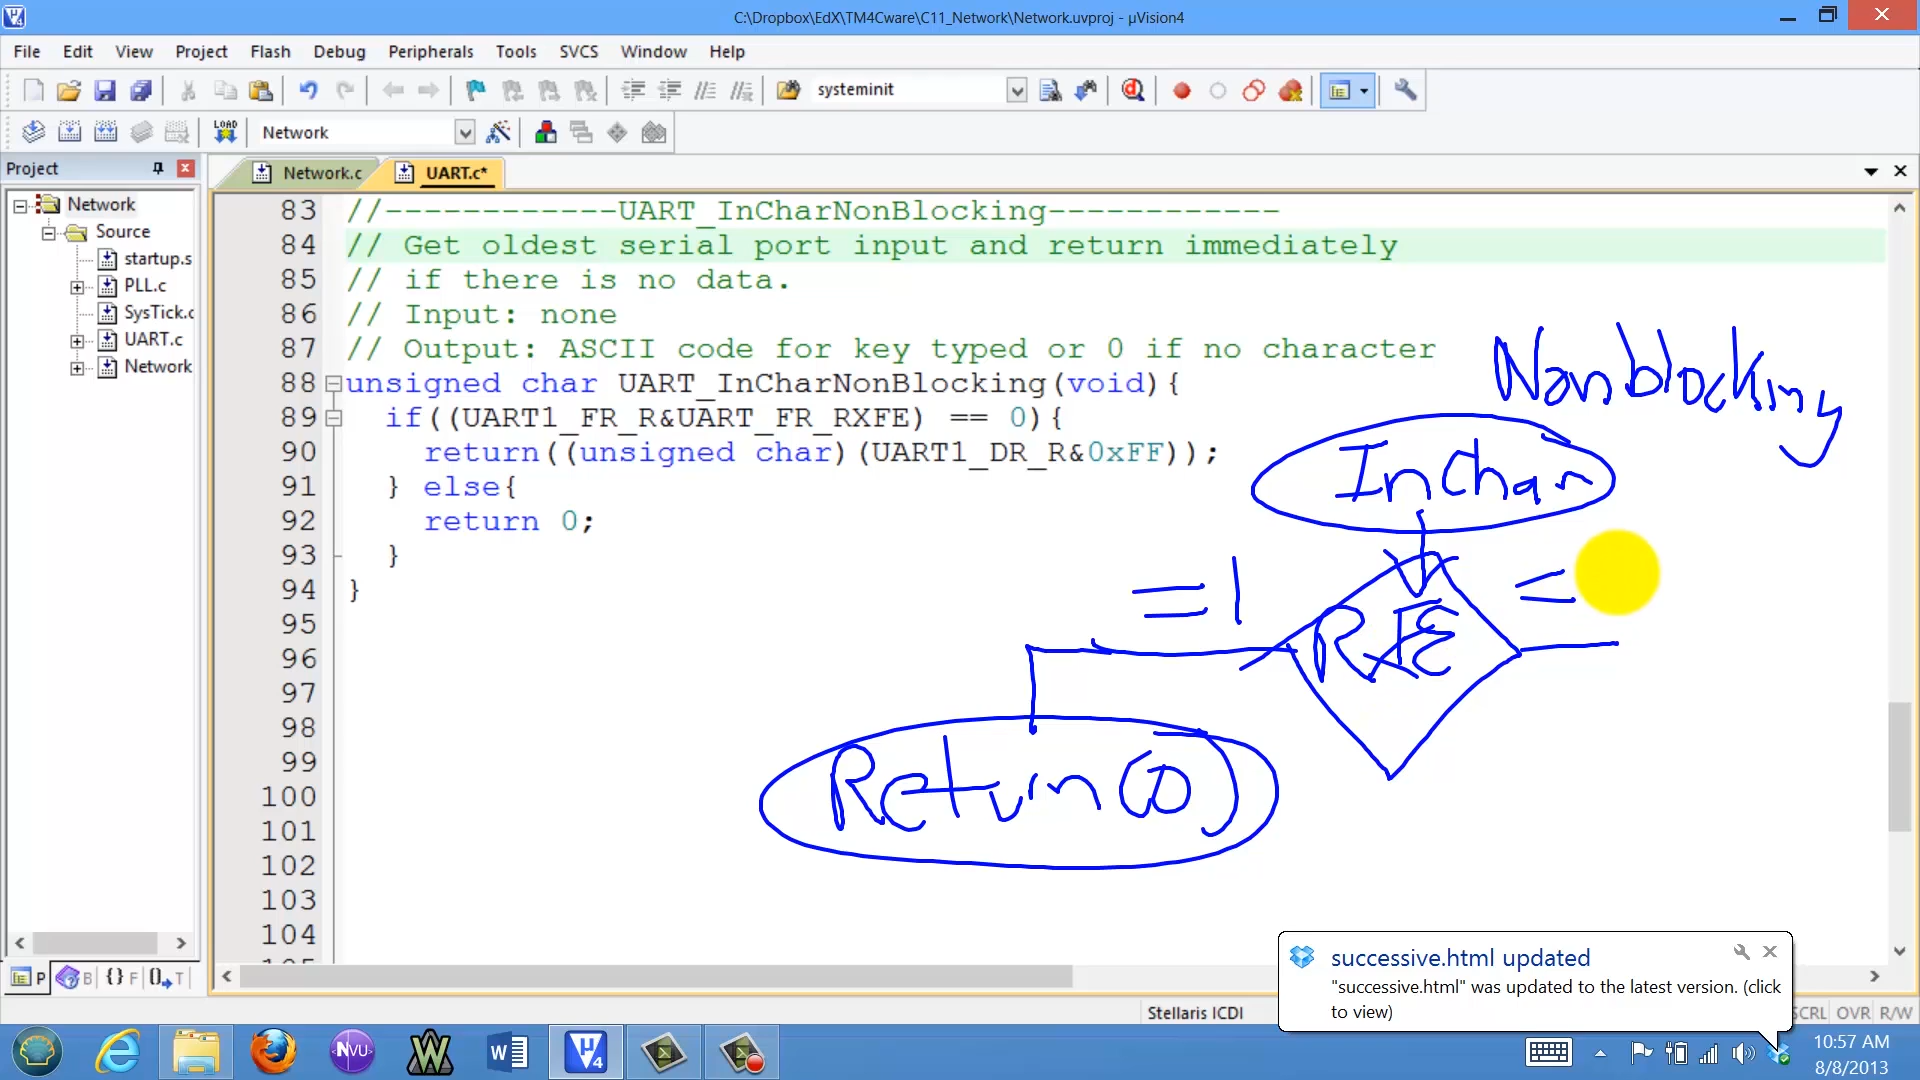 C:\Dropbox\EdX\TM4Cware\C11_Network\Network.uvproj - µVision4
File Edit View Project Flash Debug Peripherals Tools SVCS Window Help
systeminit
LOAD
Network
Project
Network.c UART.c*
Network
Source
startup.s
PLL.c
SysTick.c
UART.c
Network
83 //------------UART_InCharNonBlocking------------
84 // Get oldest serial port input and return immediately
85 // if there is no data.
86 // Input: none
87 // Output: ASCII code for key typed or 0 if no character
88 unsigned char UART_InCharNonBlocking(void){
89 if((UART1_FR_R&UART_FR_RXFE) == 0){
90 return((unsigned char)(UART1_DR_R&0xFF));
91 } else{
92 return 0;
93 }
94 }
95
96
97
98
99
100
101
102
103
104
Nonblocking
InChar
=1
RXFE
=
Return(0)
P B {} F 0 T
successive.html updated
"successive.html" was updated to the latest version. (click
to view)
Stellaris ICDI
SCRL OVR R/W
10:57 AM
8/8/2013